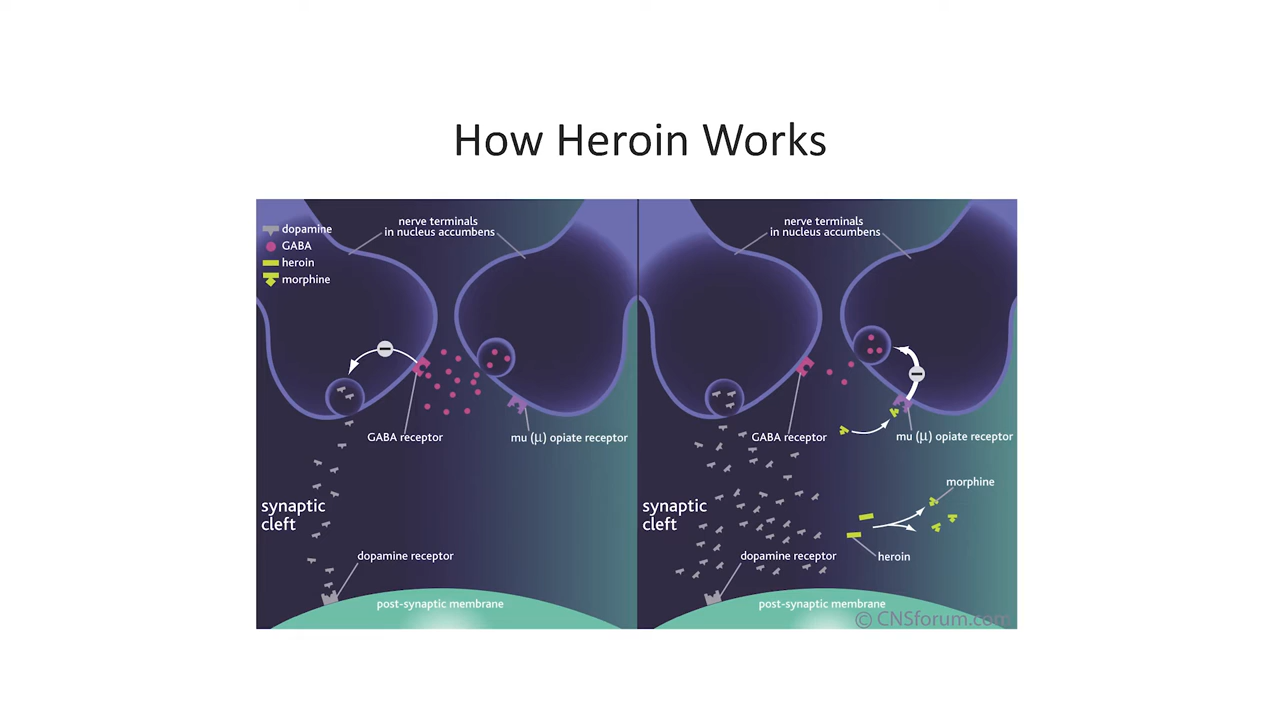 How Heroin Works
dopamine
GABA
heroin
morphine
nerve terminals
in nucleus accumbens
GABA receptor
mu (μ) opiate receptor
synaptic
cleft
dopamine receptor
post-synaptic membrane
nerve terminals
in nucleus accumbens
GABA receptor
mu (μ) opiate receptor
morphine
synaptic
cleft
dopamine receptor
heroin
post-synaptic membrane
© CNSforum.com